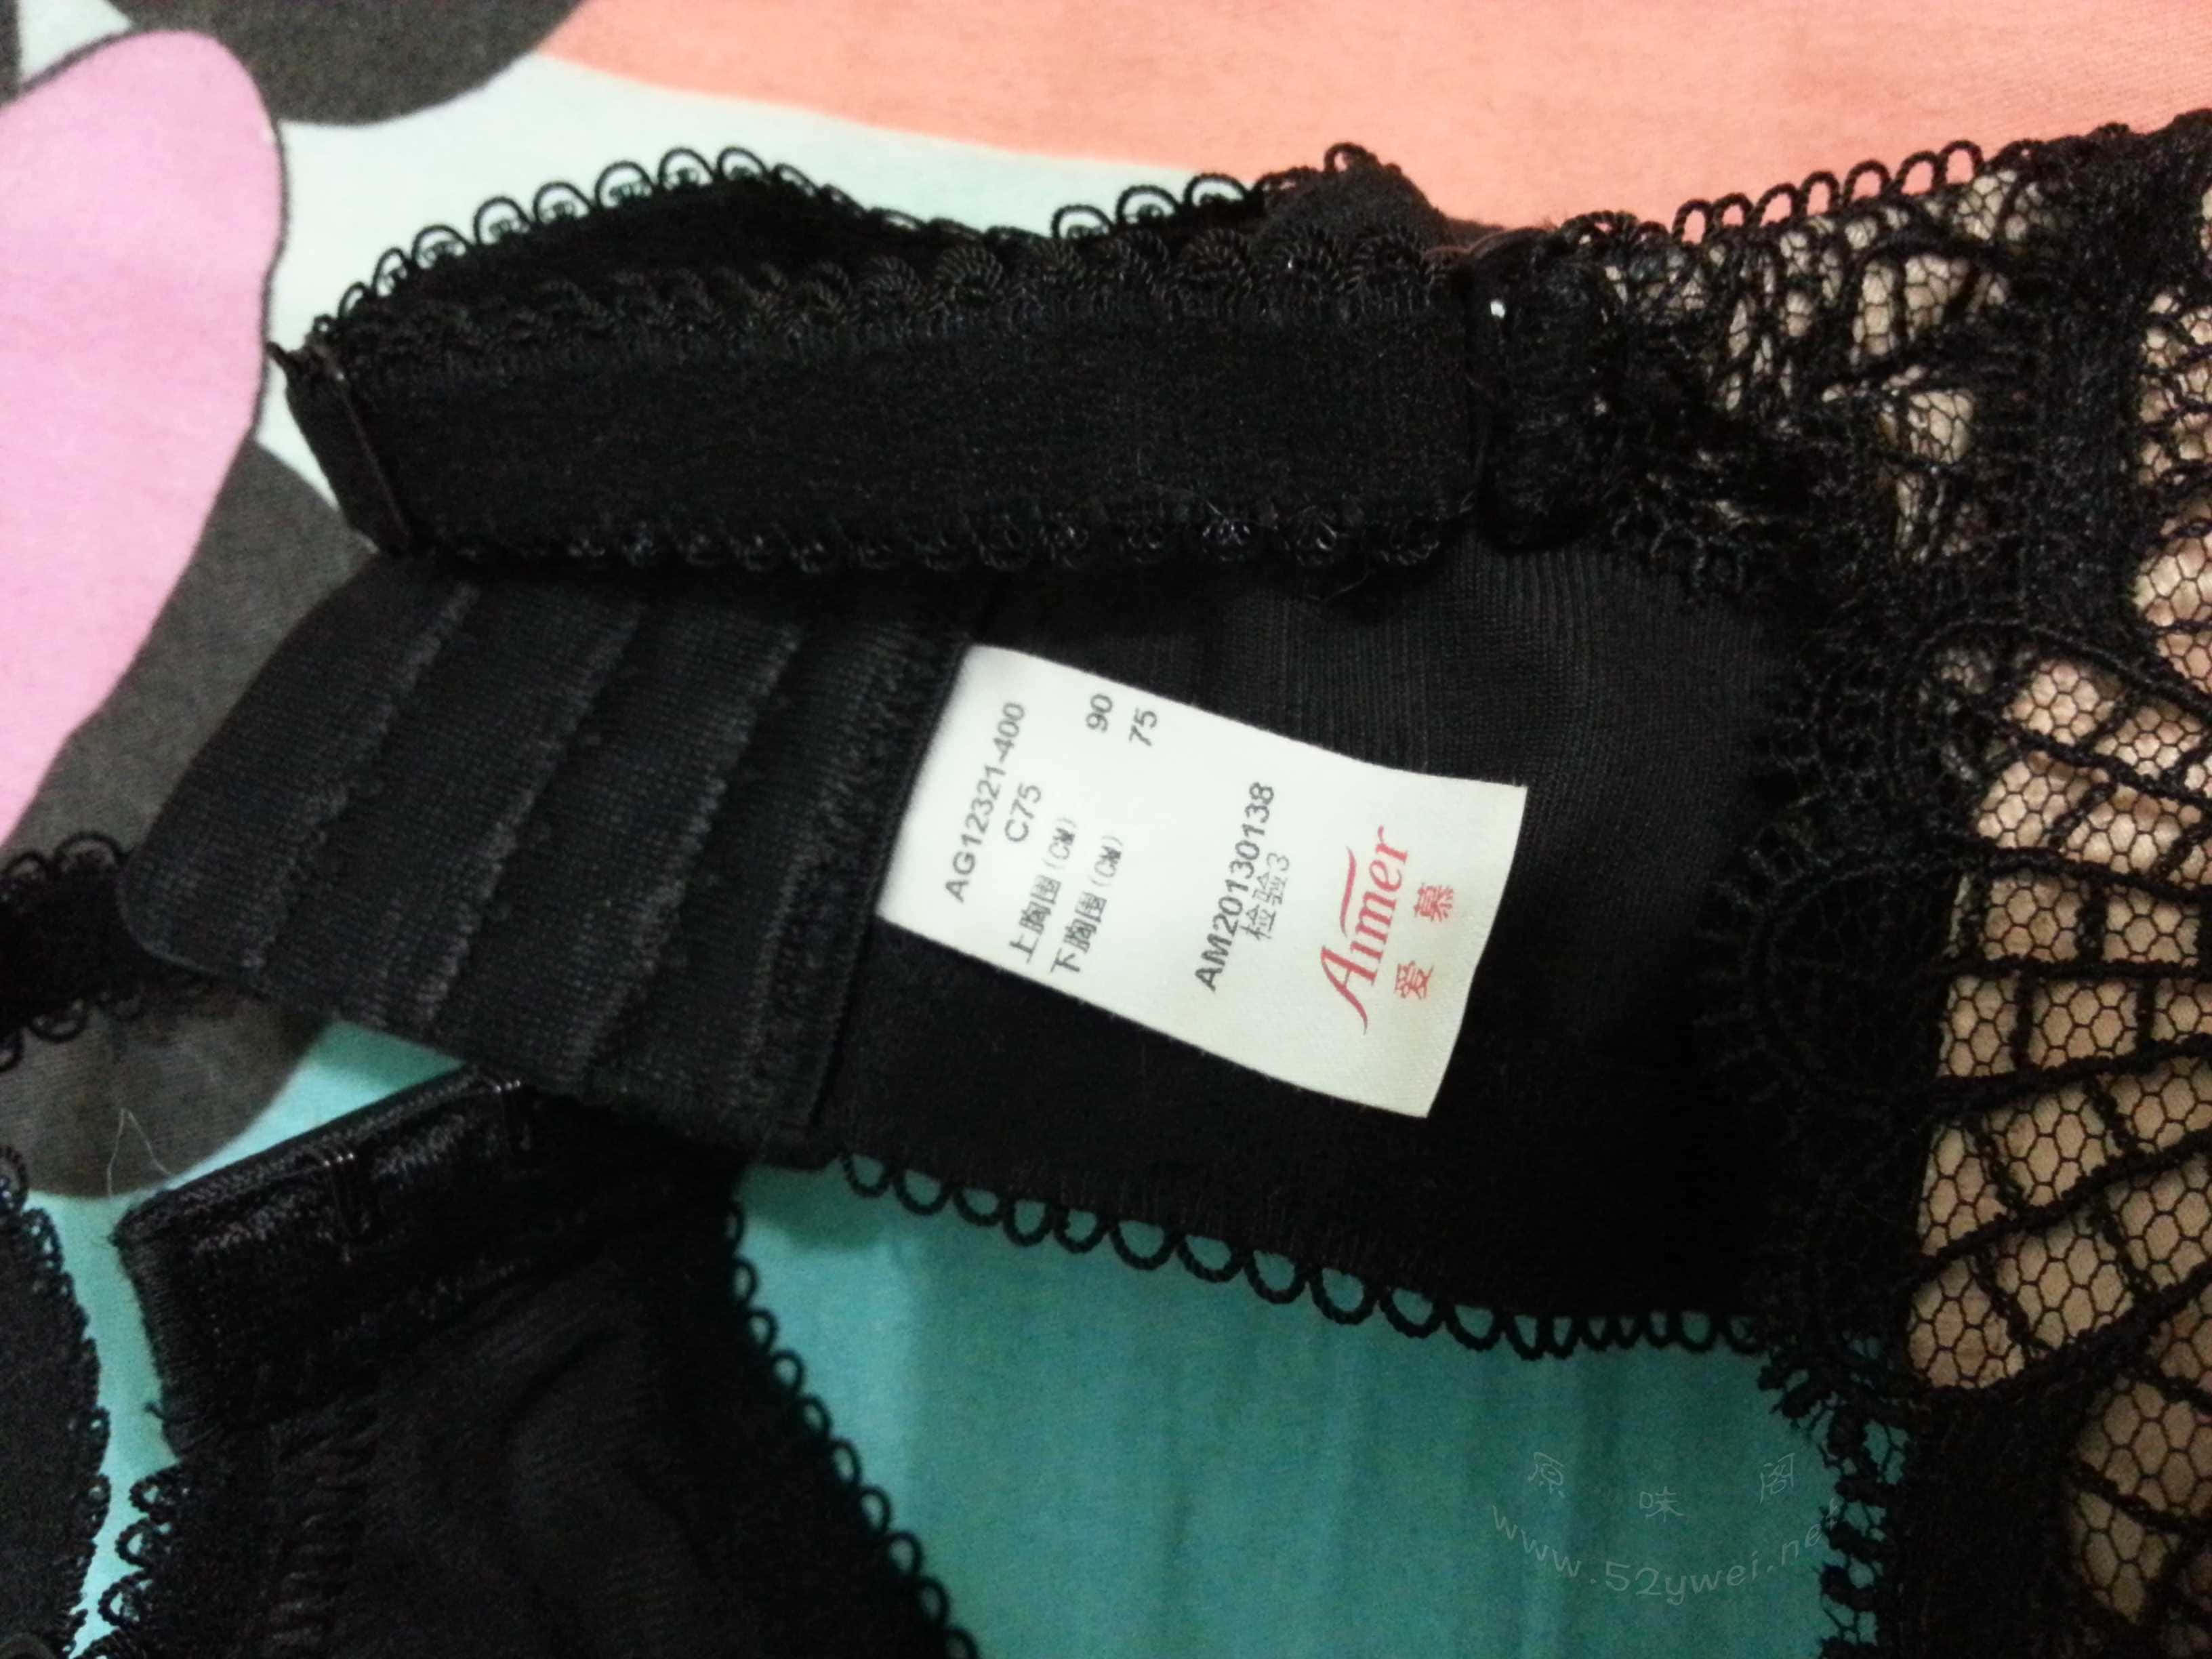 AG12321-400
C75
上胸围(CM) 90
下胸围(CM) 75
AM20130138
检验3
Aimer
爱慕
原味阁
www.52ywei.net